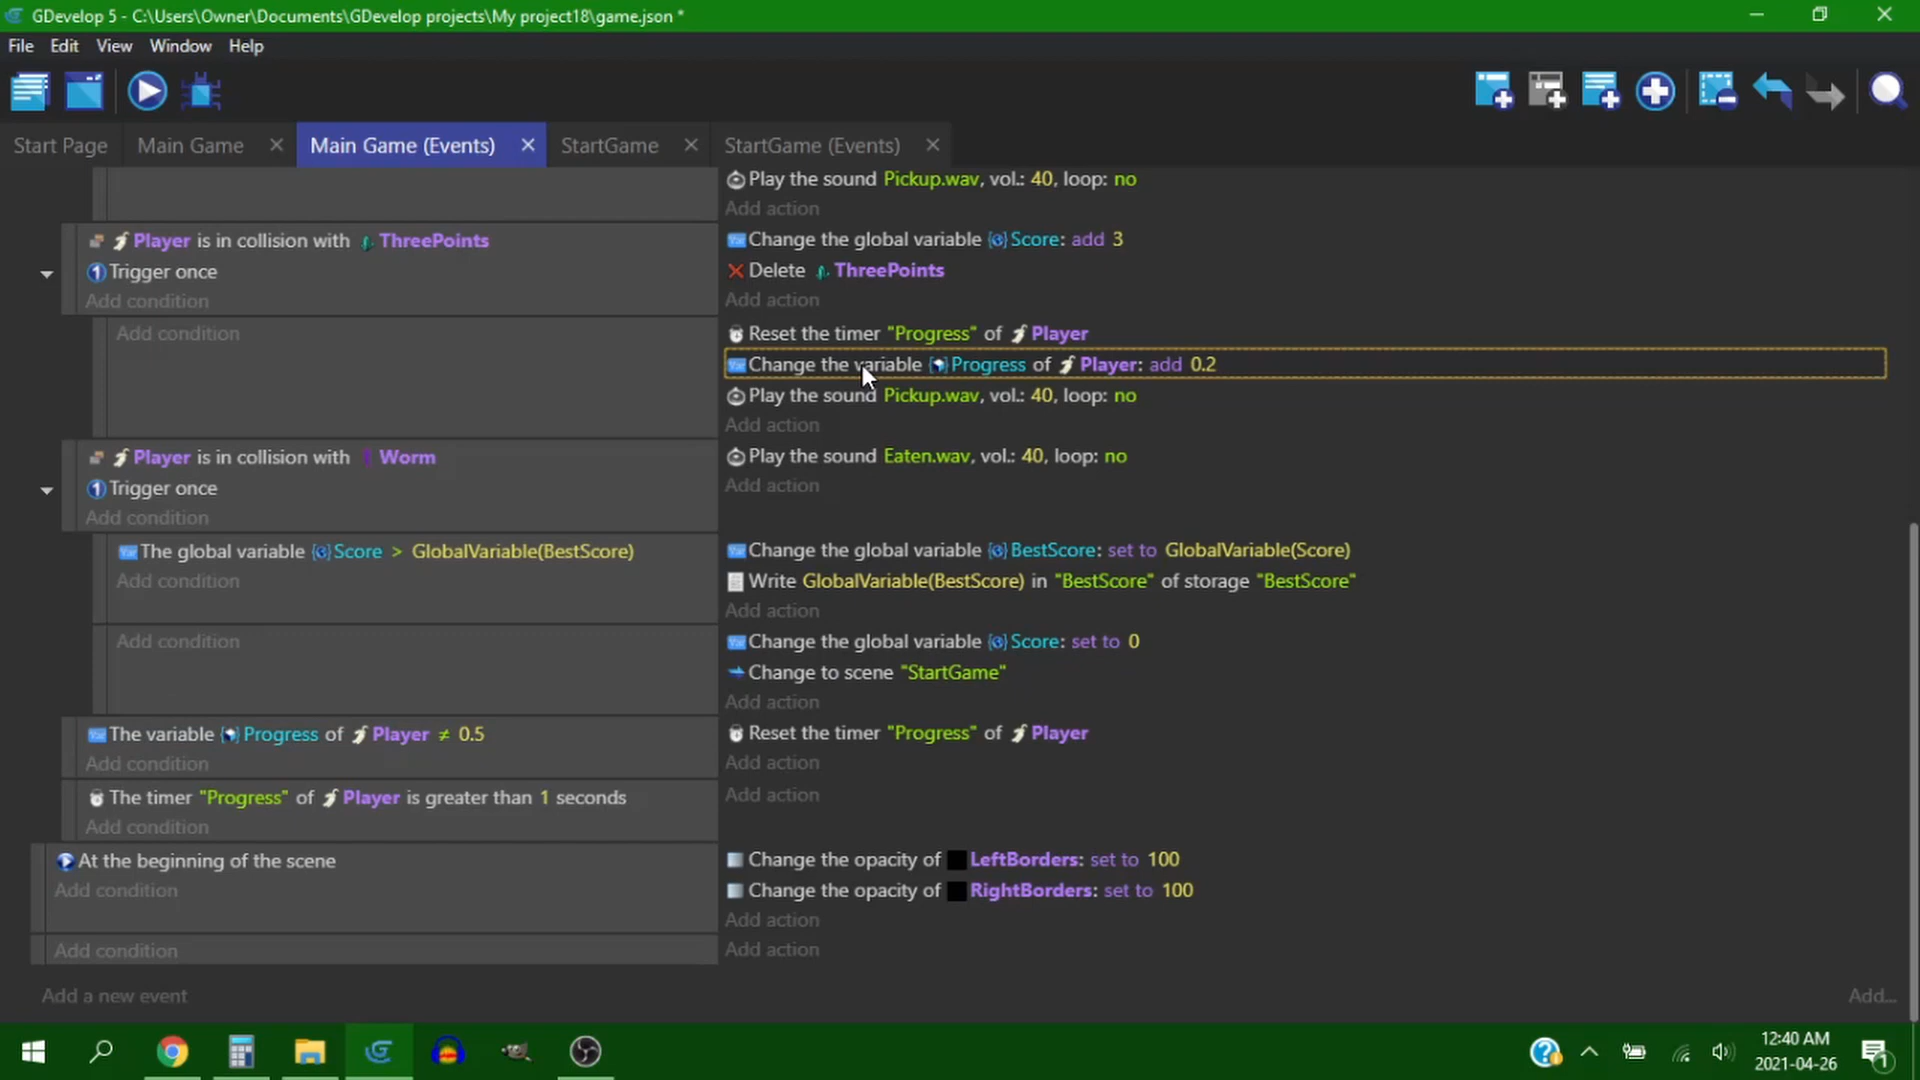 GDevelop 5 - C:\Users\Owner\Documents\GDevelop projects\My project18\game.json *
File Edit View Window Help
Start Page Main Game Main Game (Events) StartGame StartGame (Events)
Play the sound Pickup.wav, vol.: 40, loop: no
Add action
Player is in collision with ThreePoints
Trigger once
Add condition
Change the global variable Score: add 3
Delete ThreePoints
Add action
Add condition
Reset the timer "Progress" of Player
Change the variable Progress of Player: add 0.2
Play the sound Pickup.wav, vol.: 40, loop: no
Add action
Player is in collision with Worm
Trigger once
Add condition
Play the sound Eaten.wav, vol.: 40, loop: no
Add action
The global variable Score > GlobalVariable(BestScore)
Add condition
Change the global variable BestScore: set to GlobalVariable(Score)
Write GlobalVariable(BestScore) in "BestScore" of storage "BestScore"
Add action
Add condition
Change the global variable Score: set to 0
Change to scene "StartGame"
Add action
The variable Progress of Player ≠ 0.5
Add condition
Reset the timer "Progress" of Player
Add action
The timer "Progress" of Player is greater than 1 seconds
Add condition
Add action
At the beginning of the scene
Add condition
Change the opacity of LeftBorders: set to 100
Change the opacity of RightBorders: set to 100
Add action
Add condition
Add action
Add a new event
Add...
12:40 AM
2021-04-26
1